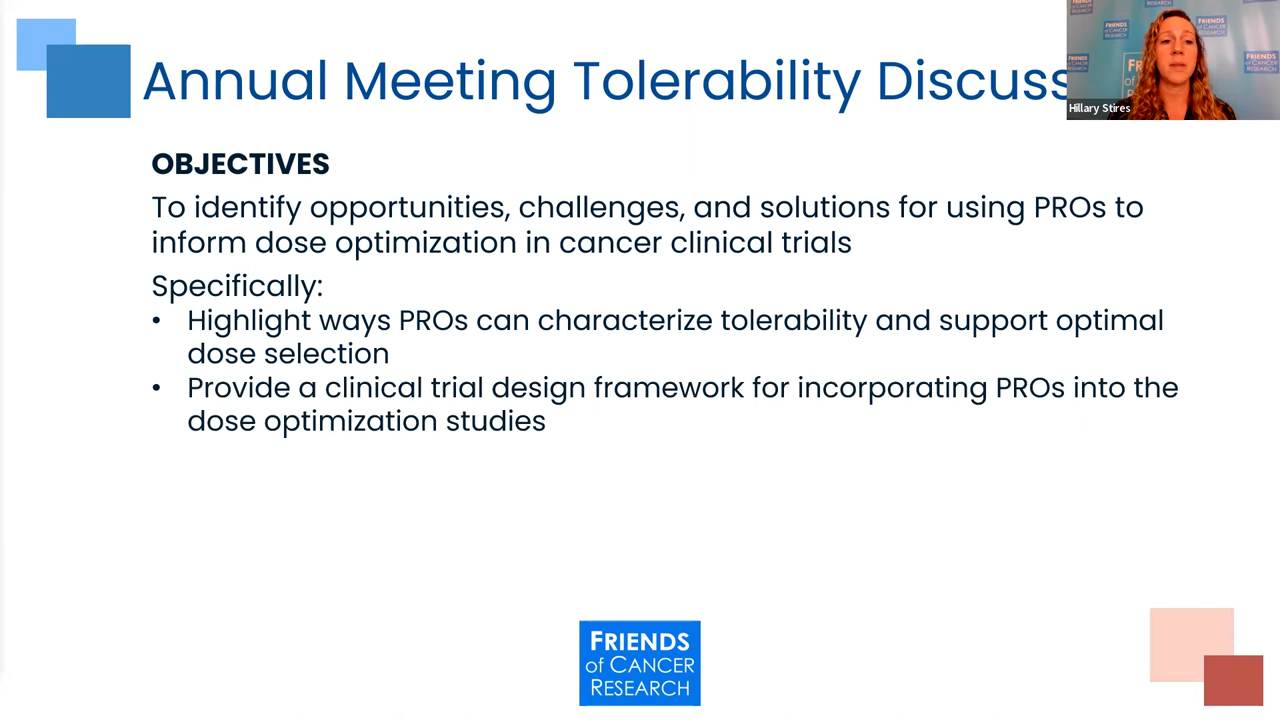 Annual Meeting Tolerability Discuss
Hillary Stires
OBJECTIVES
To identify opportunities, challenges, and solutions for using PROs to
inform dose optimization in cancer clinical trials
Specifically:
• Highlight ways PROs can characterize tolerability and support optimal
dose selection
• Provide a clinical trial design framework for incorporating PROs into the
dose optimization studies
FRIENDS
of CANCER
RESEARCH